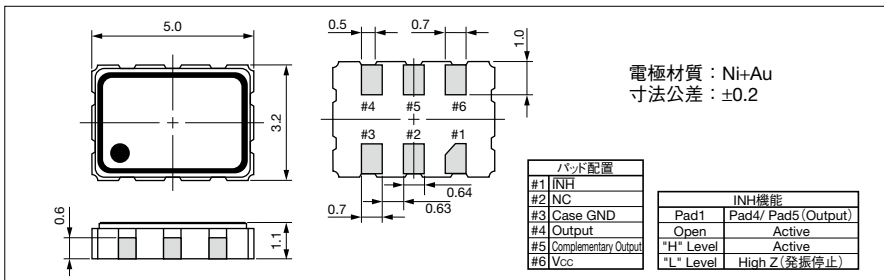 5.0
3.2
0.6
1.1
0.5
0.7
1.0
#4
#5
#6
#3
#2
#1
0.64
0.63
0.7
電極材質：Ni+Au
寸法公差：±0.2
パッド配置
#1 INH
#2 NC
#3 Case GND
#4 Output
#5 Complementary Output
#6 Vcc
INH機能
Pad1 Pad4/ Pad5(Output)
Open Active
"H" Level Active
"L" Level High Z(発振停止)